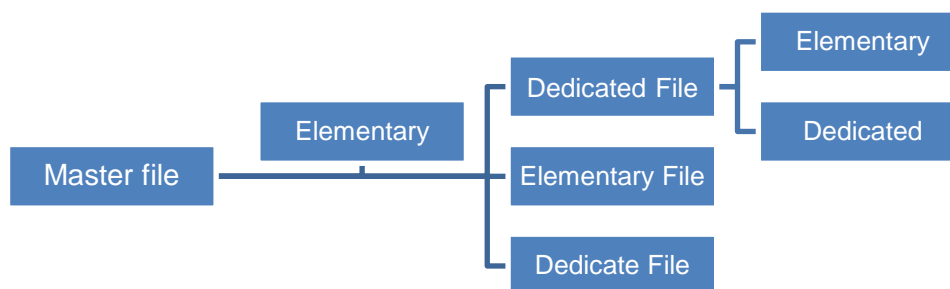 Master file
Elementary
Dedicated File
Elementary File
Dedicate File
Elementary
Dedicated